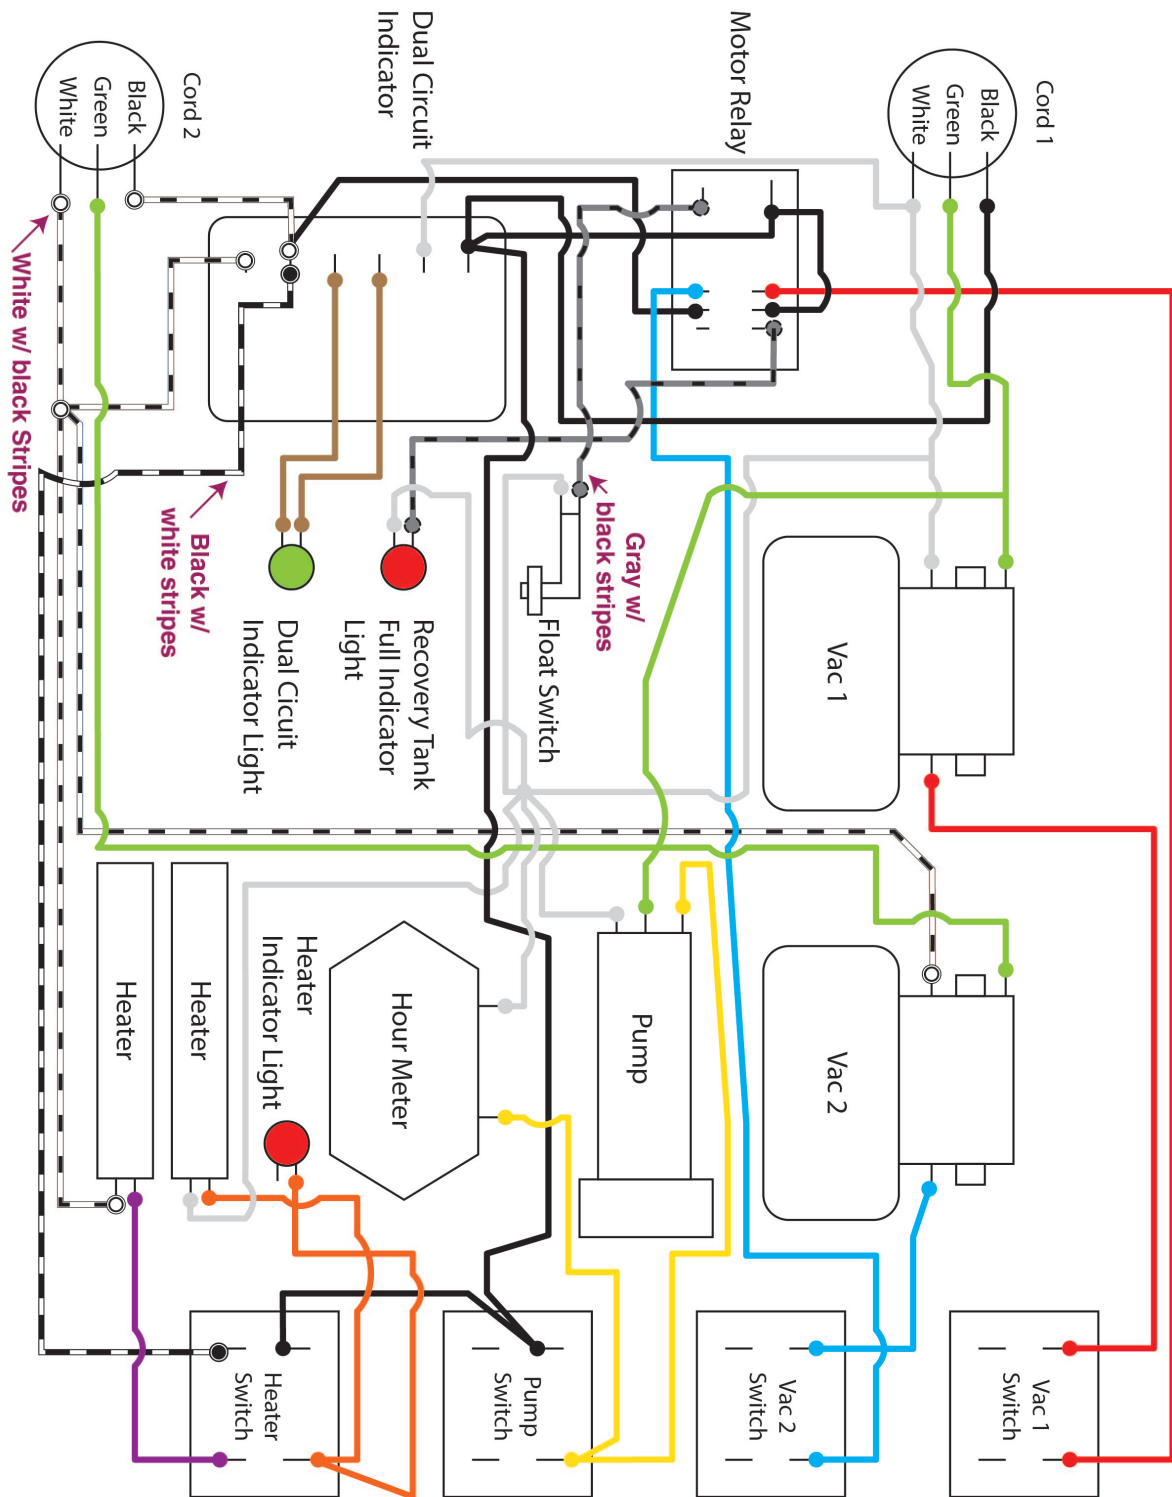 Cord 1
Black
Green
White
Motor Relay
Dual Circuit
Indicator
Cord 2
Black
Green
White
White w/ black Stripes
Black w/
white stripes
Gray w/
black stripes
Float Switch
Recovery Tank
Full Indicator
Light
Dual Cicuit
Indicator Light
Vac 1
Vac 2
Pump
Hour Meter
Heater
Indicator Light
Heater
Heater
Vac 1
Switch
Vac 2
Switch
Pump
Switch
Heater
Switch